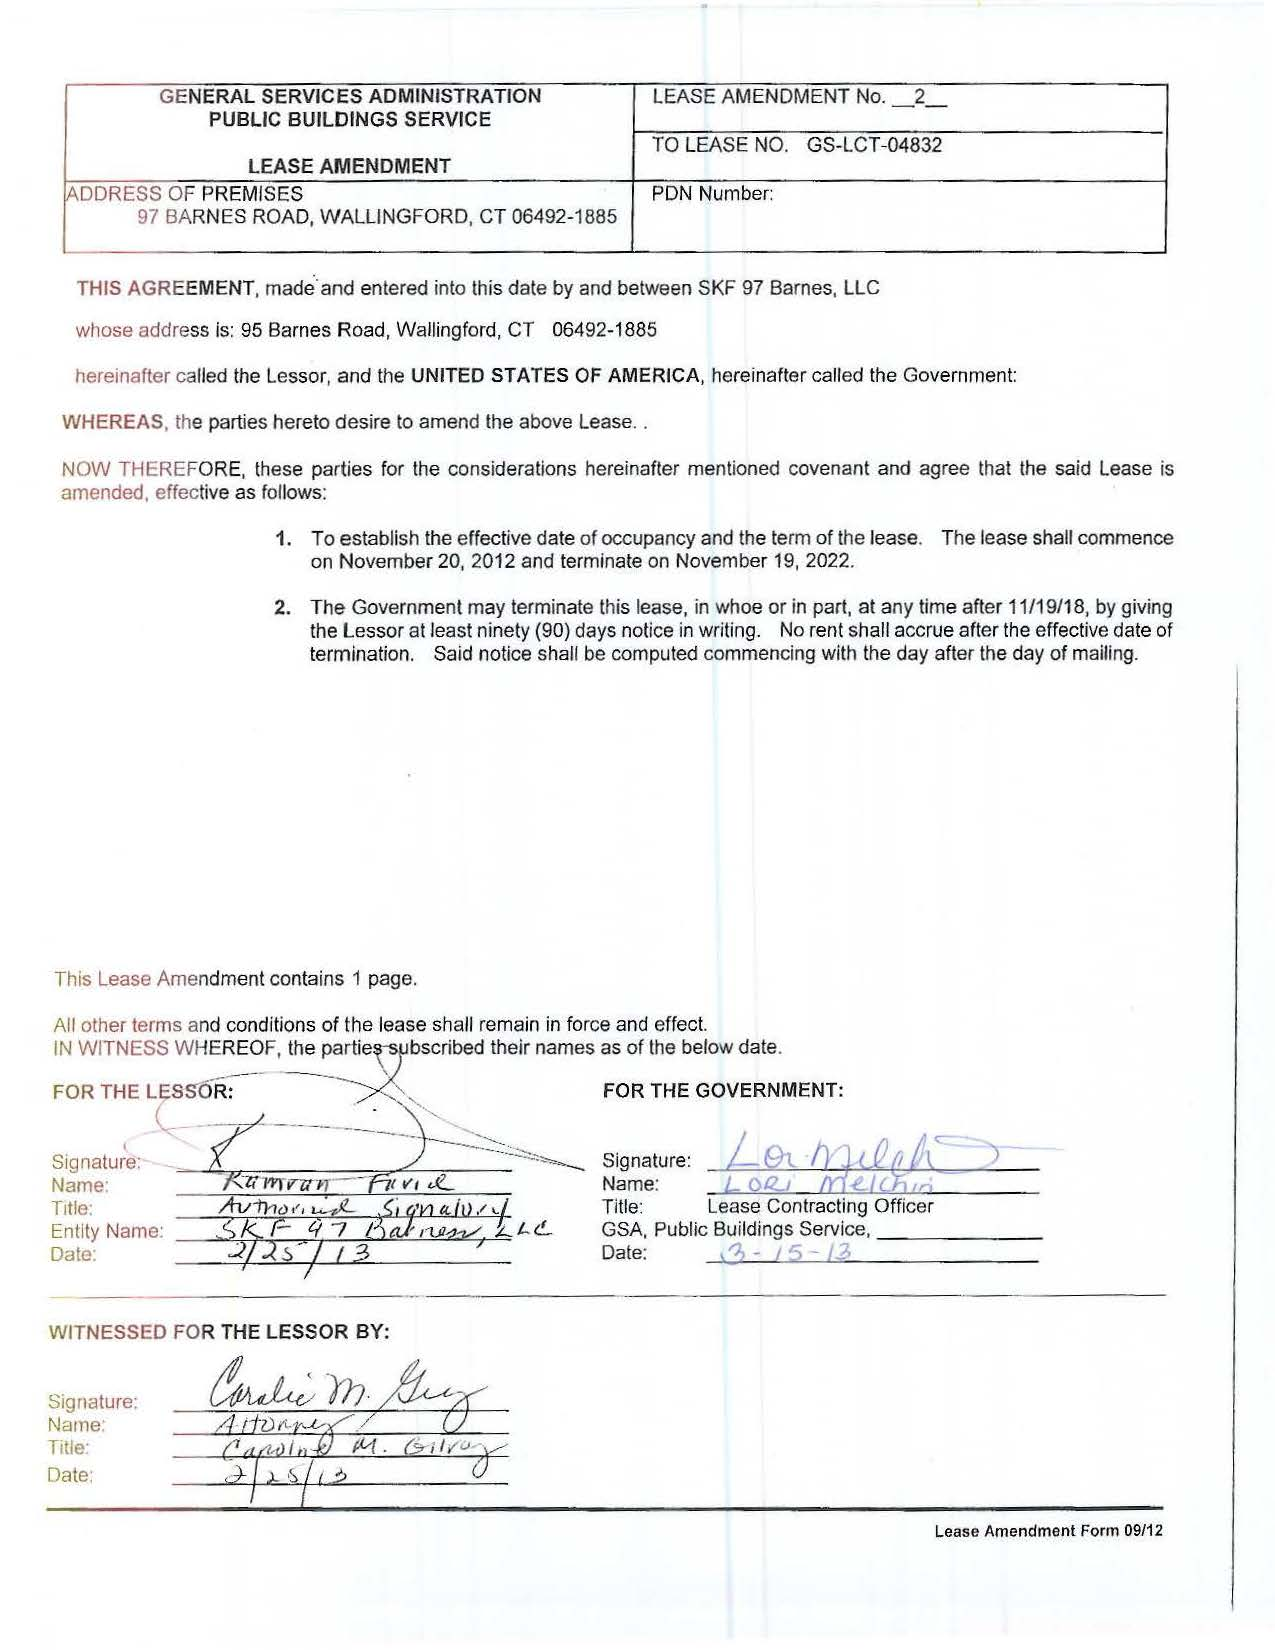 GENERAL SERVICES ADMINISTRATION
PUBLIC BUILDINGS SERVICE
LEASE AMENDMENT
LEASE AMENDMENT No. __2__
TO LEASE NO. GS-LCT-04832
ADDRESS OF PREMISES
97 BARNES ROAD, WALLINGFORD, CT 06492-1885
PDN Number:
THIS AGREEMENT, made and entered into this date by and between SKF 97 Barnes, LLC
whose address is: 95 Barnes Road, Wallingford, CT 06492-1885
hereinafter called the Lessor, and the UNITED STATES OF AMERICA, hereinafter called the Government:
WHEREAS, the parties hereto desire to amend the above Lease. .
NOW THEREFORE, these parties for the considerations hereinafter mentioned covenant and agree that the said Lease is
amended, effective as follows:
1. To establish the effective date of occupancy and the term of the lease. The lease shall commence
on November 20, 2012 and terminate on November 19, 2022.
2. The Government may terminate this lease, in whoe or in part, at any time after 11/19/18, by giving
the Lessor at least ninety (90) days notice in writing. No rent shall accrue after the effective date of
termination. Said notice shall be computed commencing with the day after the day of mailing.
This Lease Amendment contains 1 page.
All other terms and conditions of the lease shall remain in force and effect.
IN WITNESS WHEREOF, the parties subscribed their names as of the below date.
FOR THE LESSOR:
Signature:
Name: Kamran Farid
Title: Authorized Signatory
Entity Name: SKF 97 Barnes, LLC
Date: 2/25/13
FOR THE GOVERNMENT:
Signature: Lori Melchi
Name: LORI Melchiri
Title: Lease Contracting Officer
GSA, Public Buildings Service,
Date: 3-15-13
WITNESSED FOR THE LESSOR BY:
Signature: M.
Name: Attorney
Title: Caroline M. Gilroy
Date: 2/25/13
Lease Amendment Form 09/12